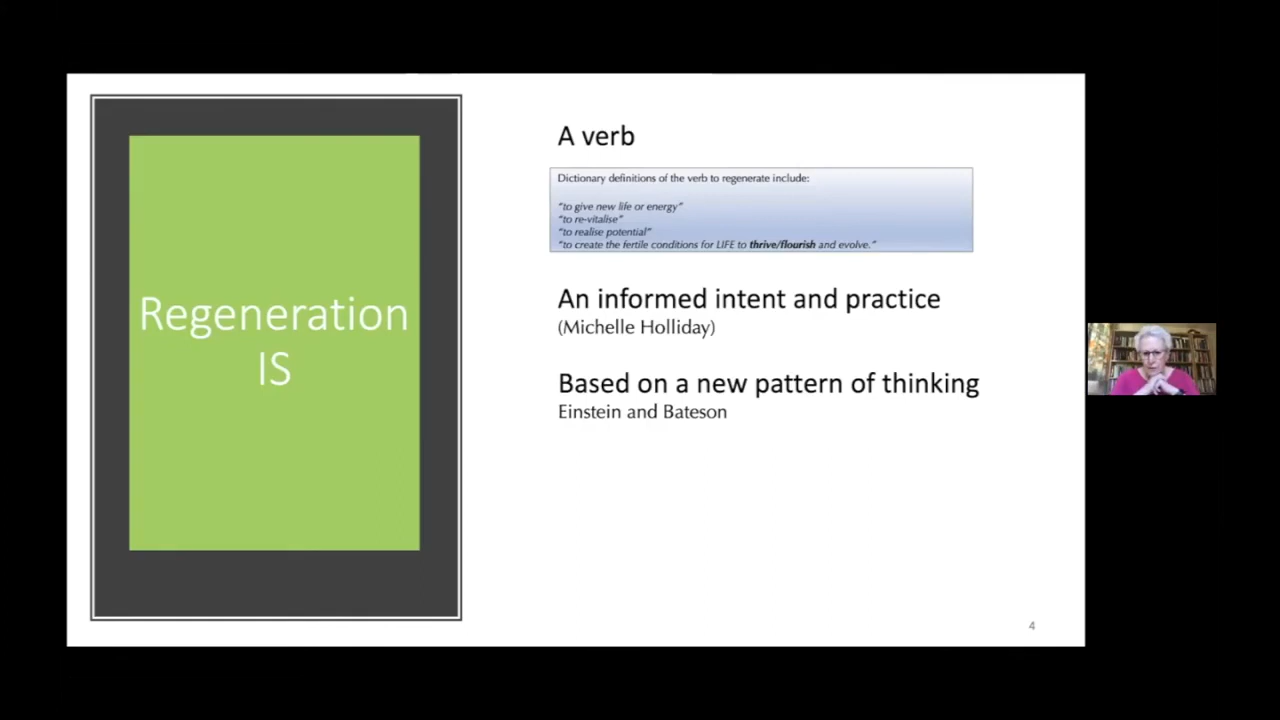 Regeneration
IS
A verb
Dictionary definitions of the verb to regenerate include:
“to give new life or energy”
“to re-vitalise”
“to realise potential”
“to create the fertile conditions for LIFE to thrive/flourish and evolve.”
An informed intent and practice
(Michelle Holliday)
Based on a new pattern of thinking
Einstein and Bateson
4